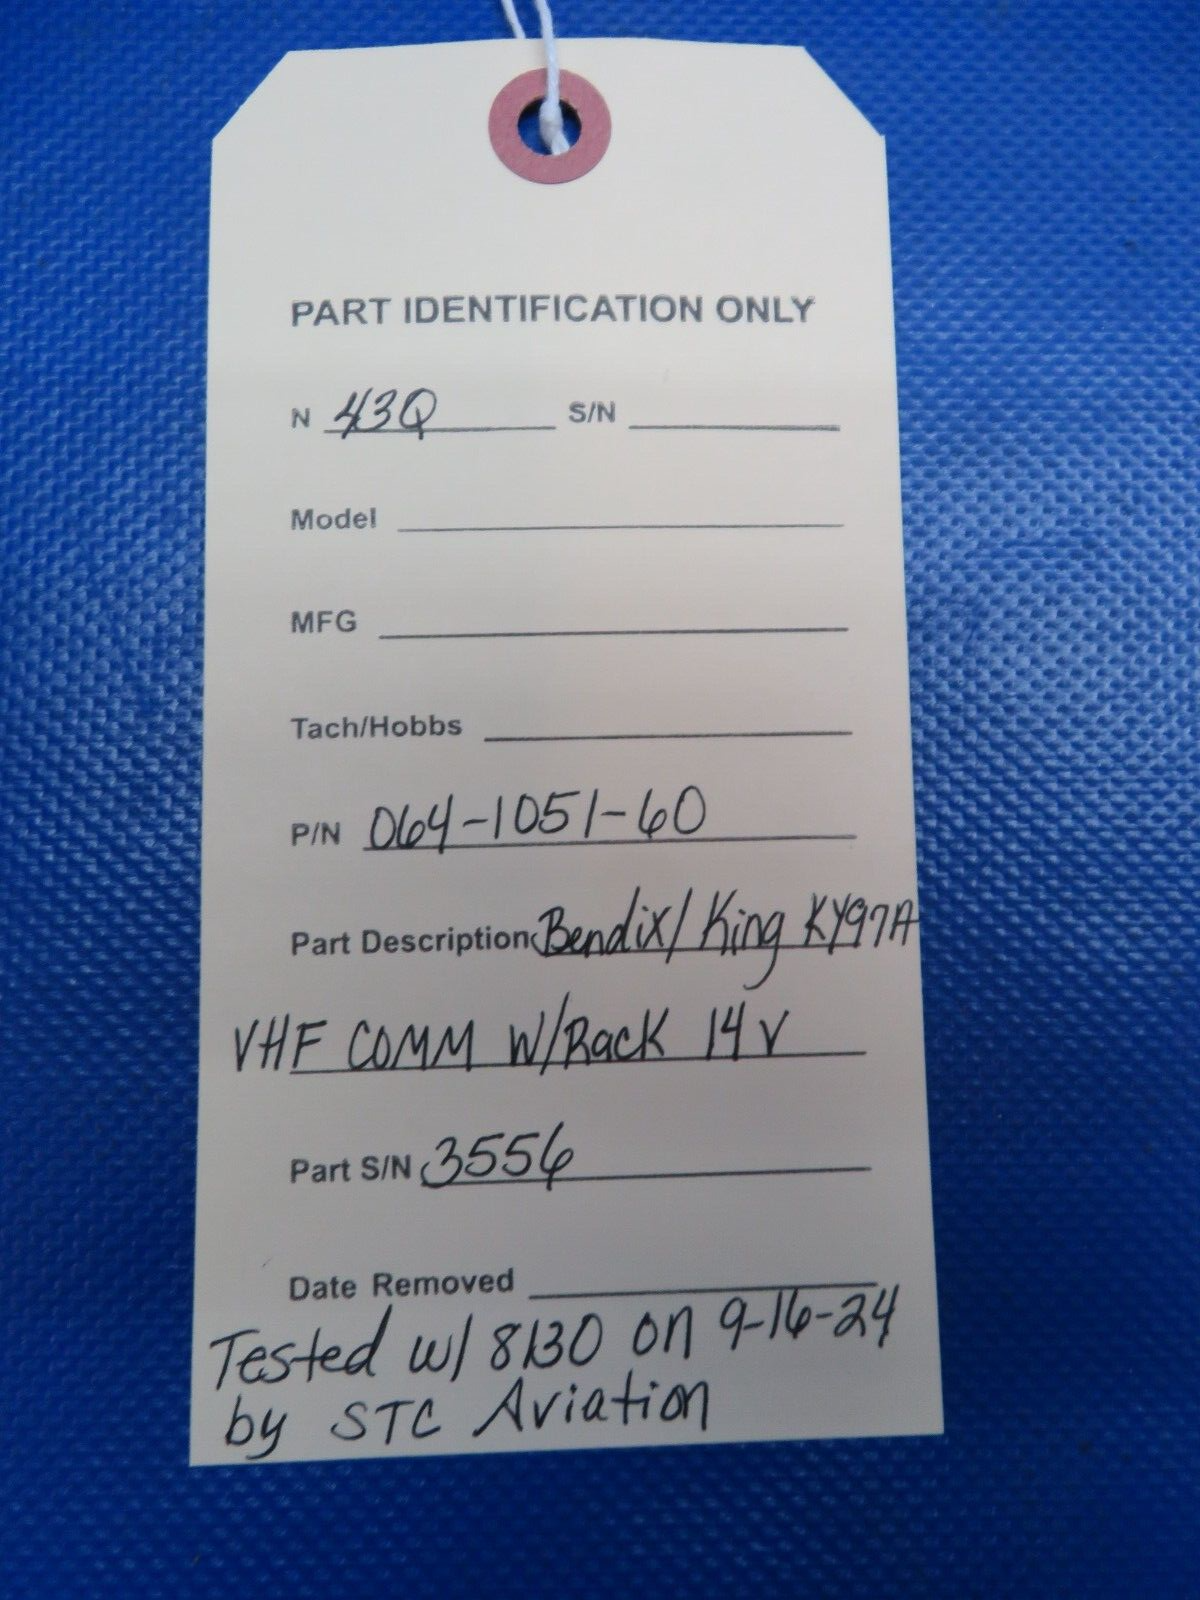 PART IDENTIFICATION ONLY
N 43Q S/N
Model
MFG
Tach/Hobbs
P/N 064-1051-60
Part Description Bendix/King KY97A
VHF COMM W/Rack 14V
Part S/N 3556
Date Removed
Tested w/ 8130 on 9-16-24
by STC Aviation